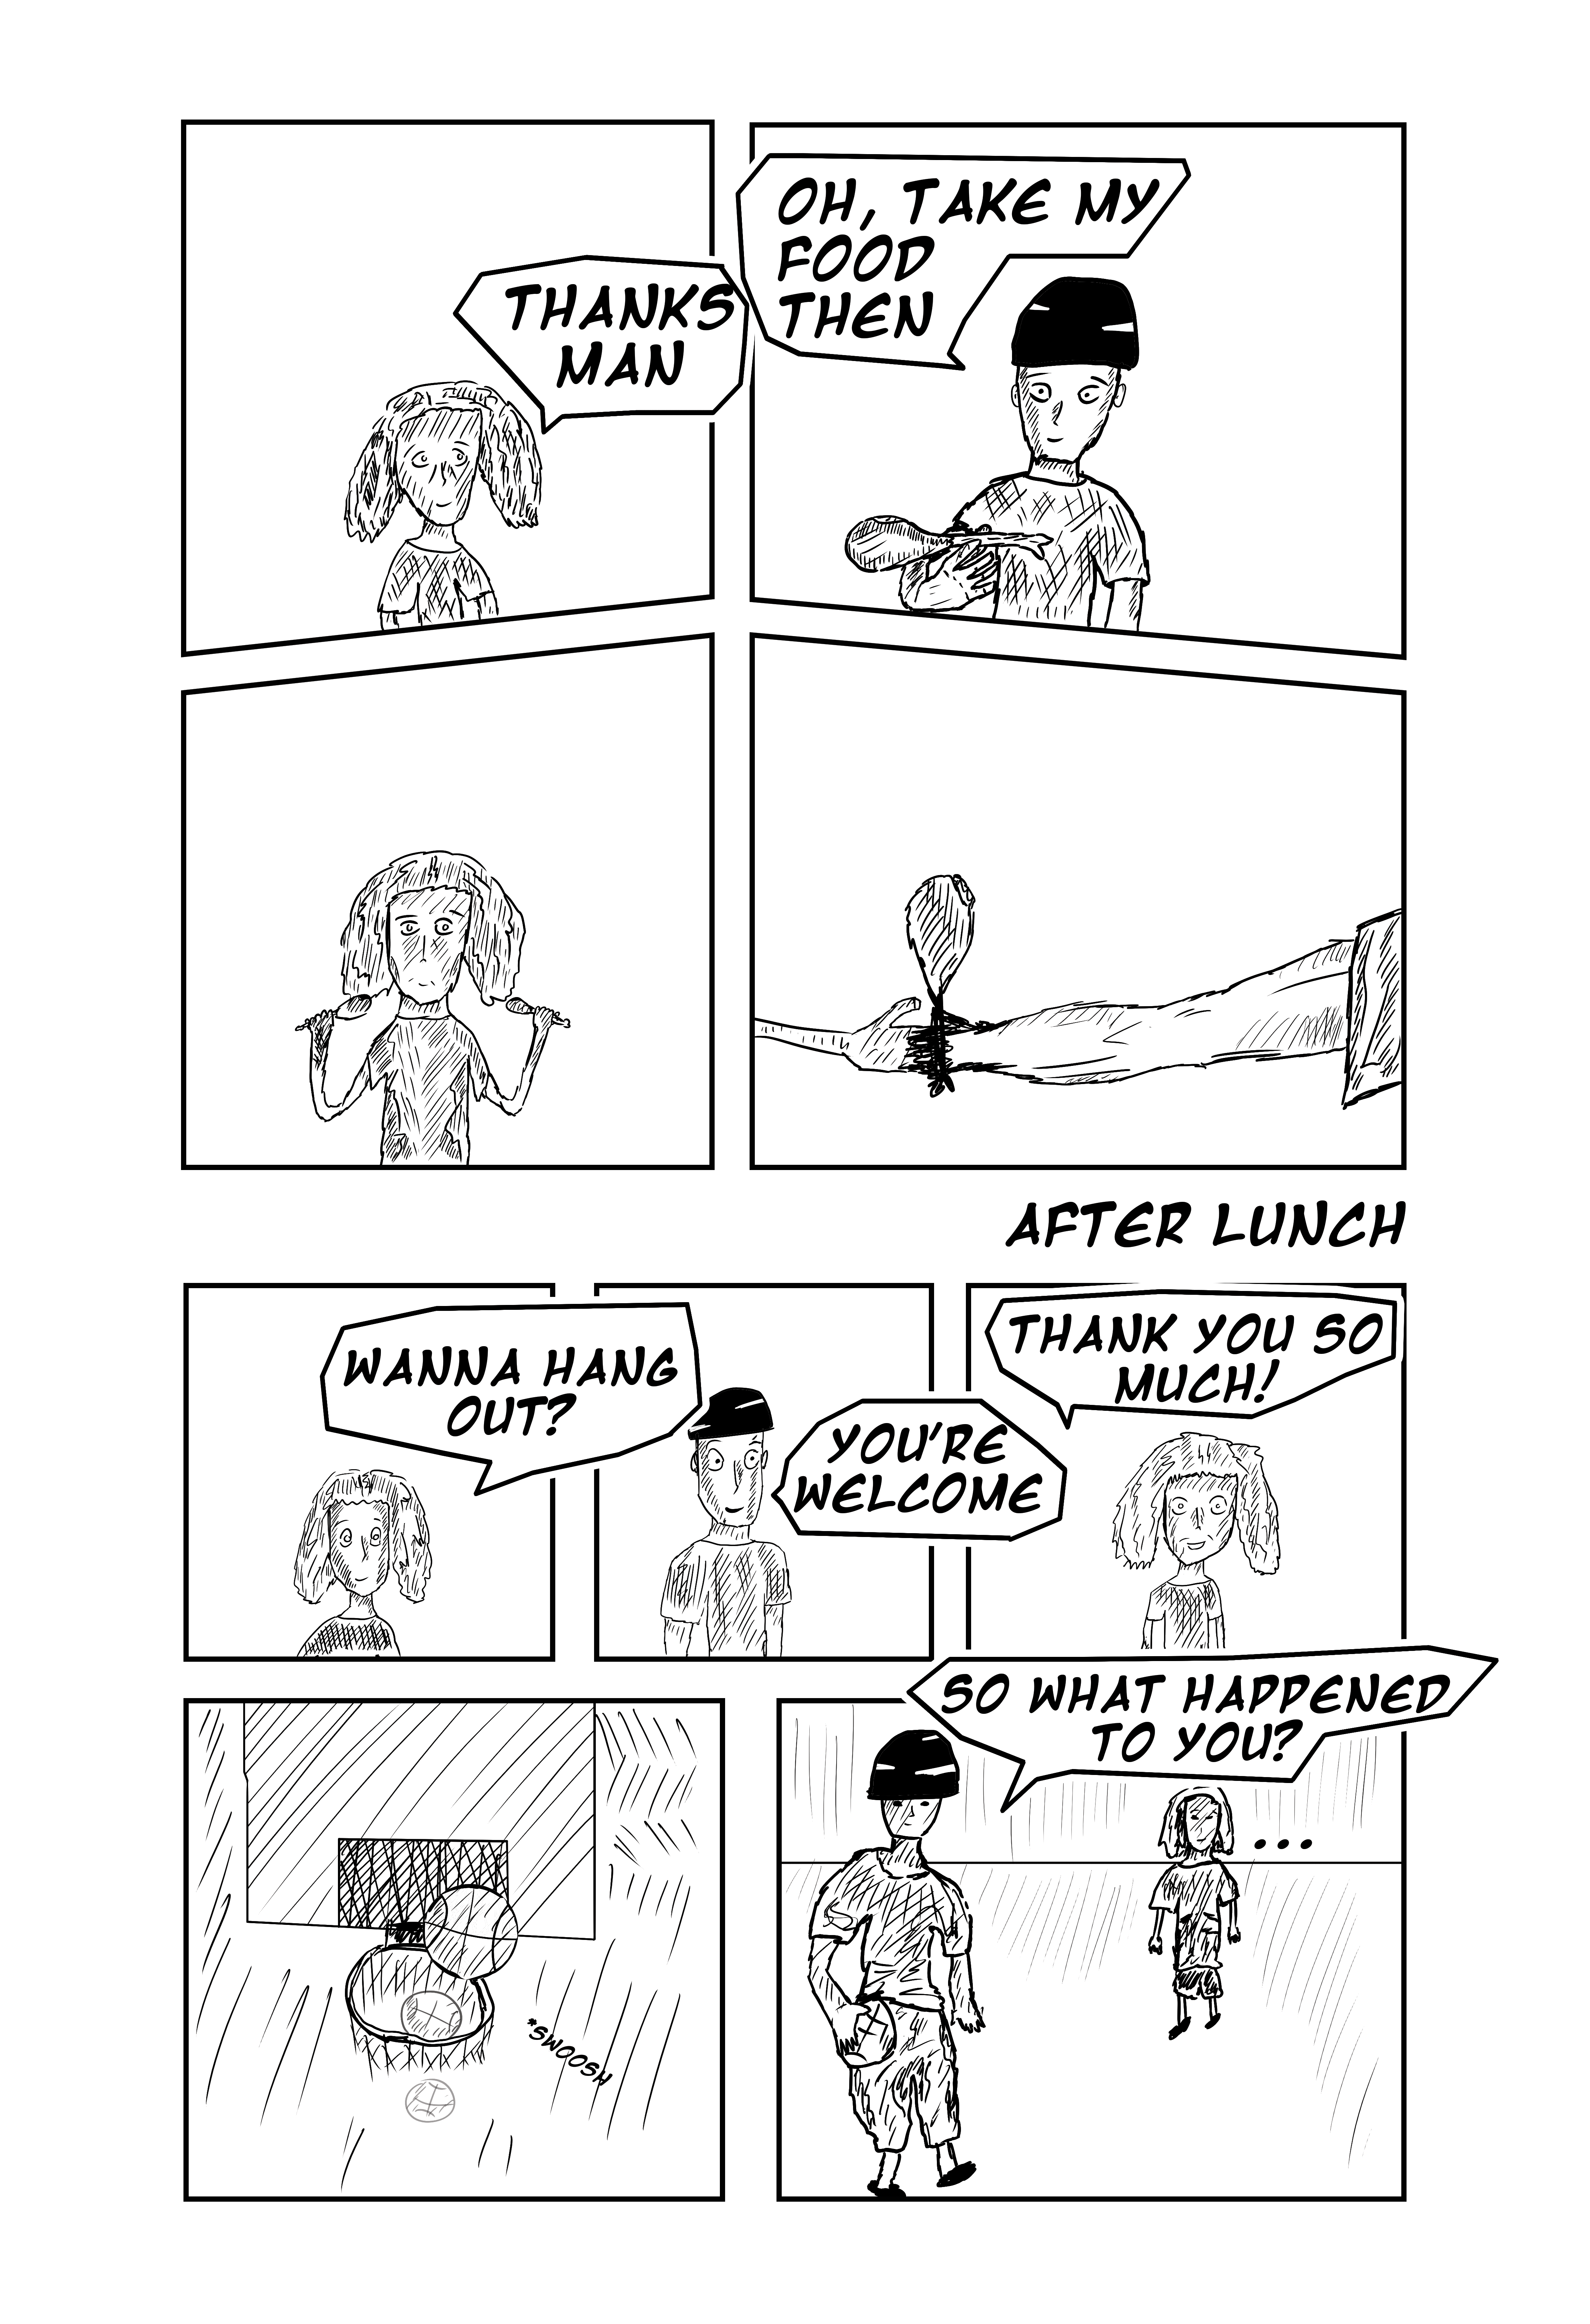 OH, TAKE MY
FOOD
THEN
THANKS
MAN
AFTER LUNCH
THANK YOU SO
MUCH!
YOU'RE
WELCOME
WANNA HANG
OUT?
SO WHAT HAPPENED
TO YOU?
...
*SWOOSH